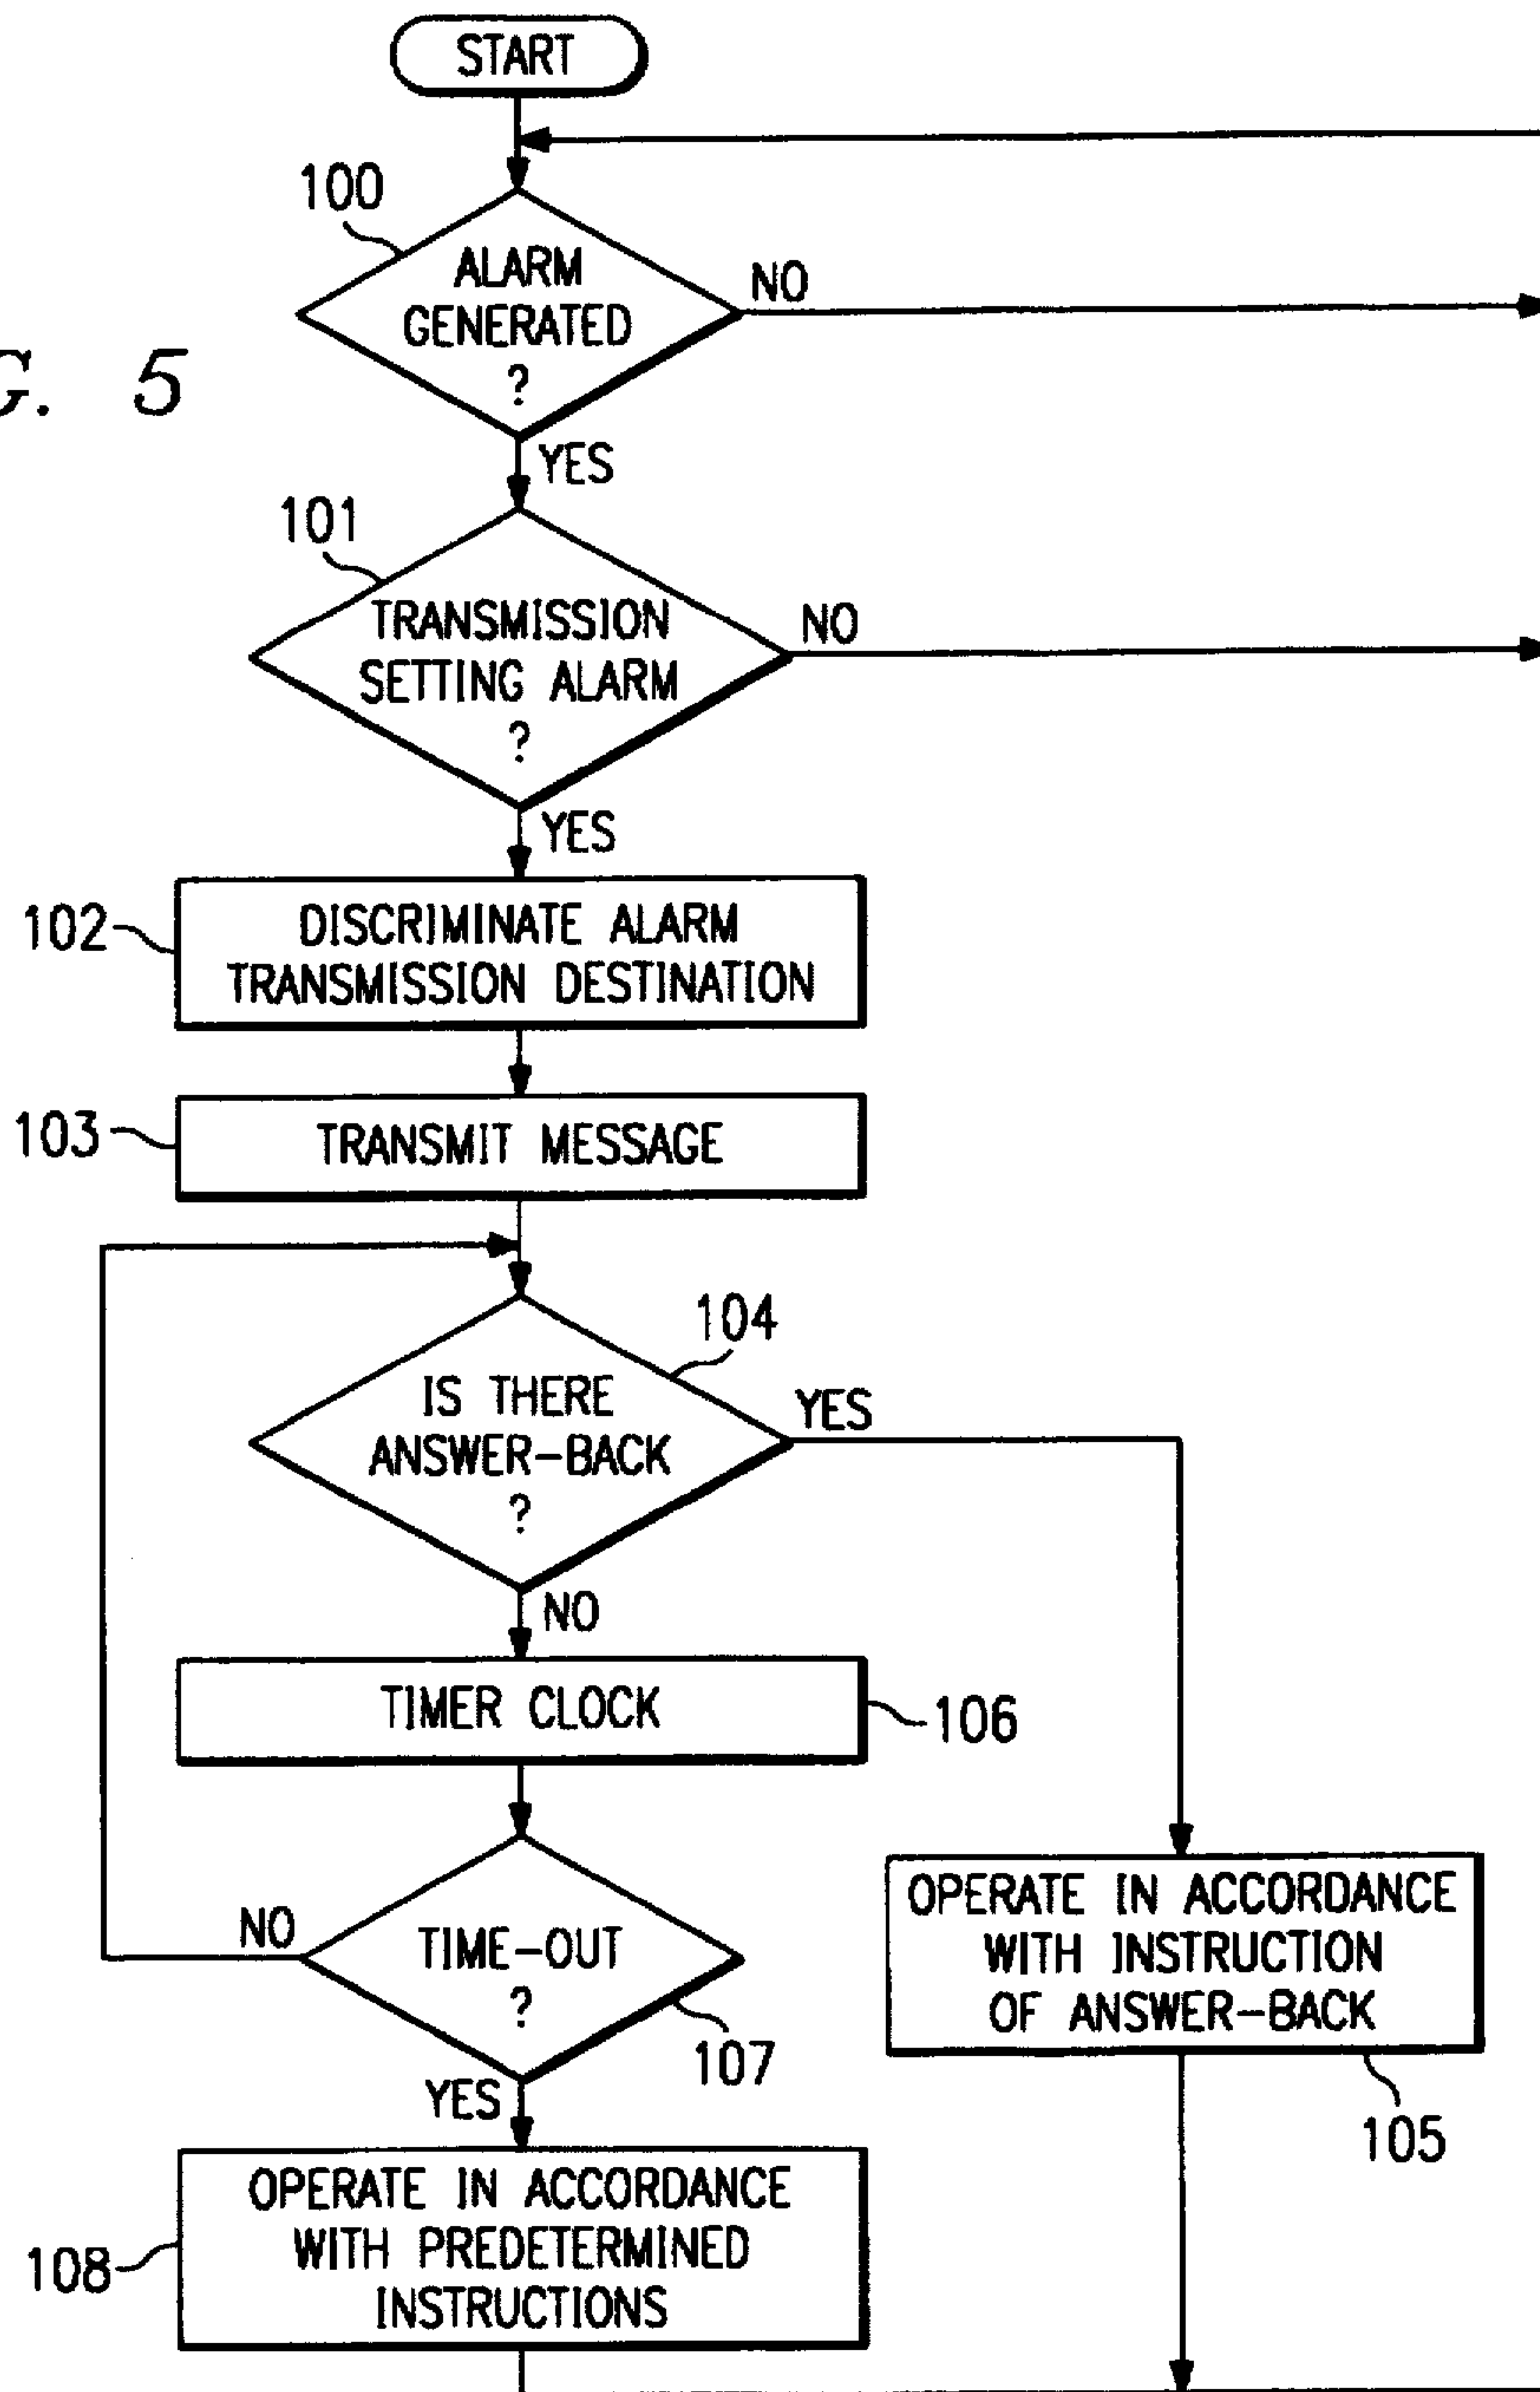 START
100
ALARM
GENERATED
?
NO
G. 5
YES
101
TRANSMISSION
SETTING ALARM
?
NO
YES
102
DISCRIMINATE ALARM
TRANSMISSION DESTINATION
103
TRANSMIT MESSAGE
104
IS THERE
ANSWER-BACK
?
YES
NO
TIMER CLOCK
106
NO
TIME-OUT
?
107
YES
OPERATE IN ACCORDANCE
WITH INSTRUCTION
OF ANSWER-BACK
105
108
OPERATE IN ACCORDANCE
WITH PREDETERMINED
INSTRUCTIONS